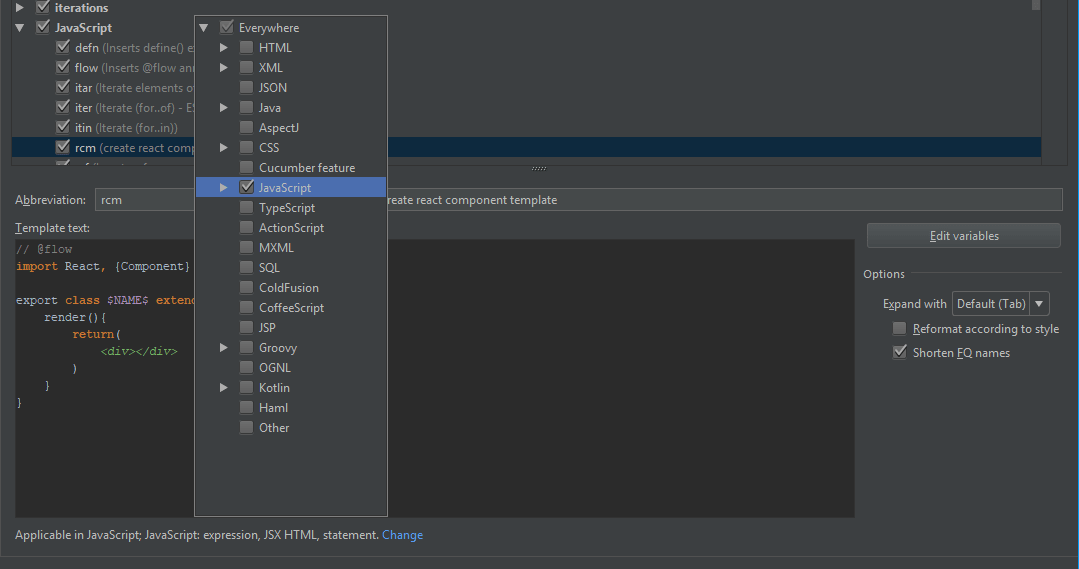 iterations
JavaScript
defn (Inserts define() e
flow (Inserts @flow ann
itar (Iterate elements of
iter (Iterate (for..of) - ES
itin (Iterate (for..in))
rcm (create react comp
Everywhere
HTML
XML
JSON
Java
AspectJ
CSS
Cucumber feature
JavaScript
TypeScript
ActionScript
MXML
SQL
ColdFusion
CoffeeScript
JSP
Groovy
OGNL
Kotlin
Haml
Other
Abbreviation: rcm
reate react component template
Template text:
// @flow
import React, {Component}
export class $NAME$ exten
render(){
return(
<div></div>
)
}
}
Edit variables
Options
Expand with Default (Tab)
Reformat according to style
Shorten FQ names
Applicable in JavaScript; JavaScript: expression, JSX HTML, statement. Change